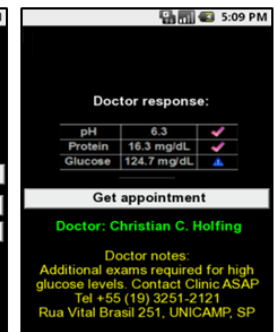 5:09 PM
Doctor response:
pH 6.3
Protein 16.3 mg/dL
Glucose 124.7 mg/dL
Get appointment
Doctor: Christian C. Holfing
Doctor notes:
Additional exams required for high
glucose levels. Contact Clinic ASAP
Tel +55 (19) 3251-2121
Rua Vital Brasil 251, UNICAMP, SP